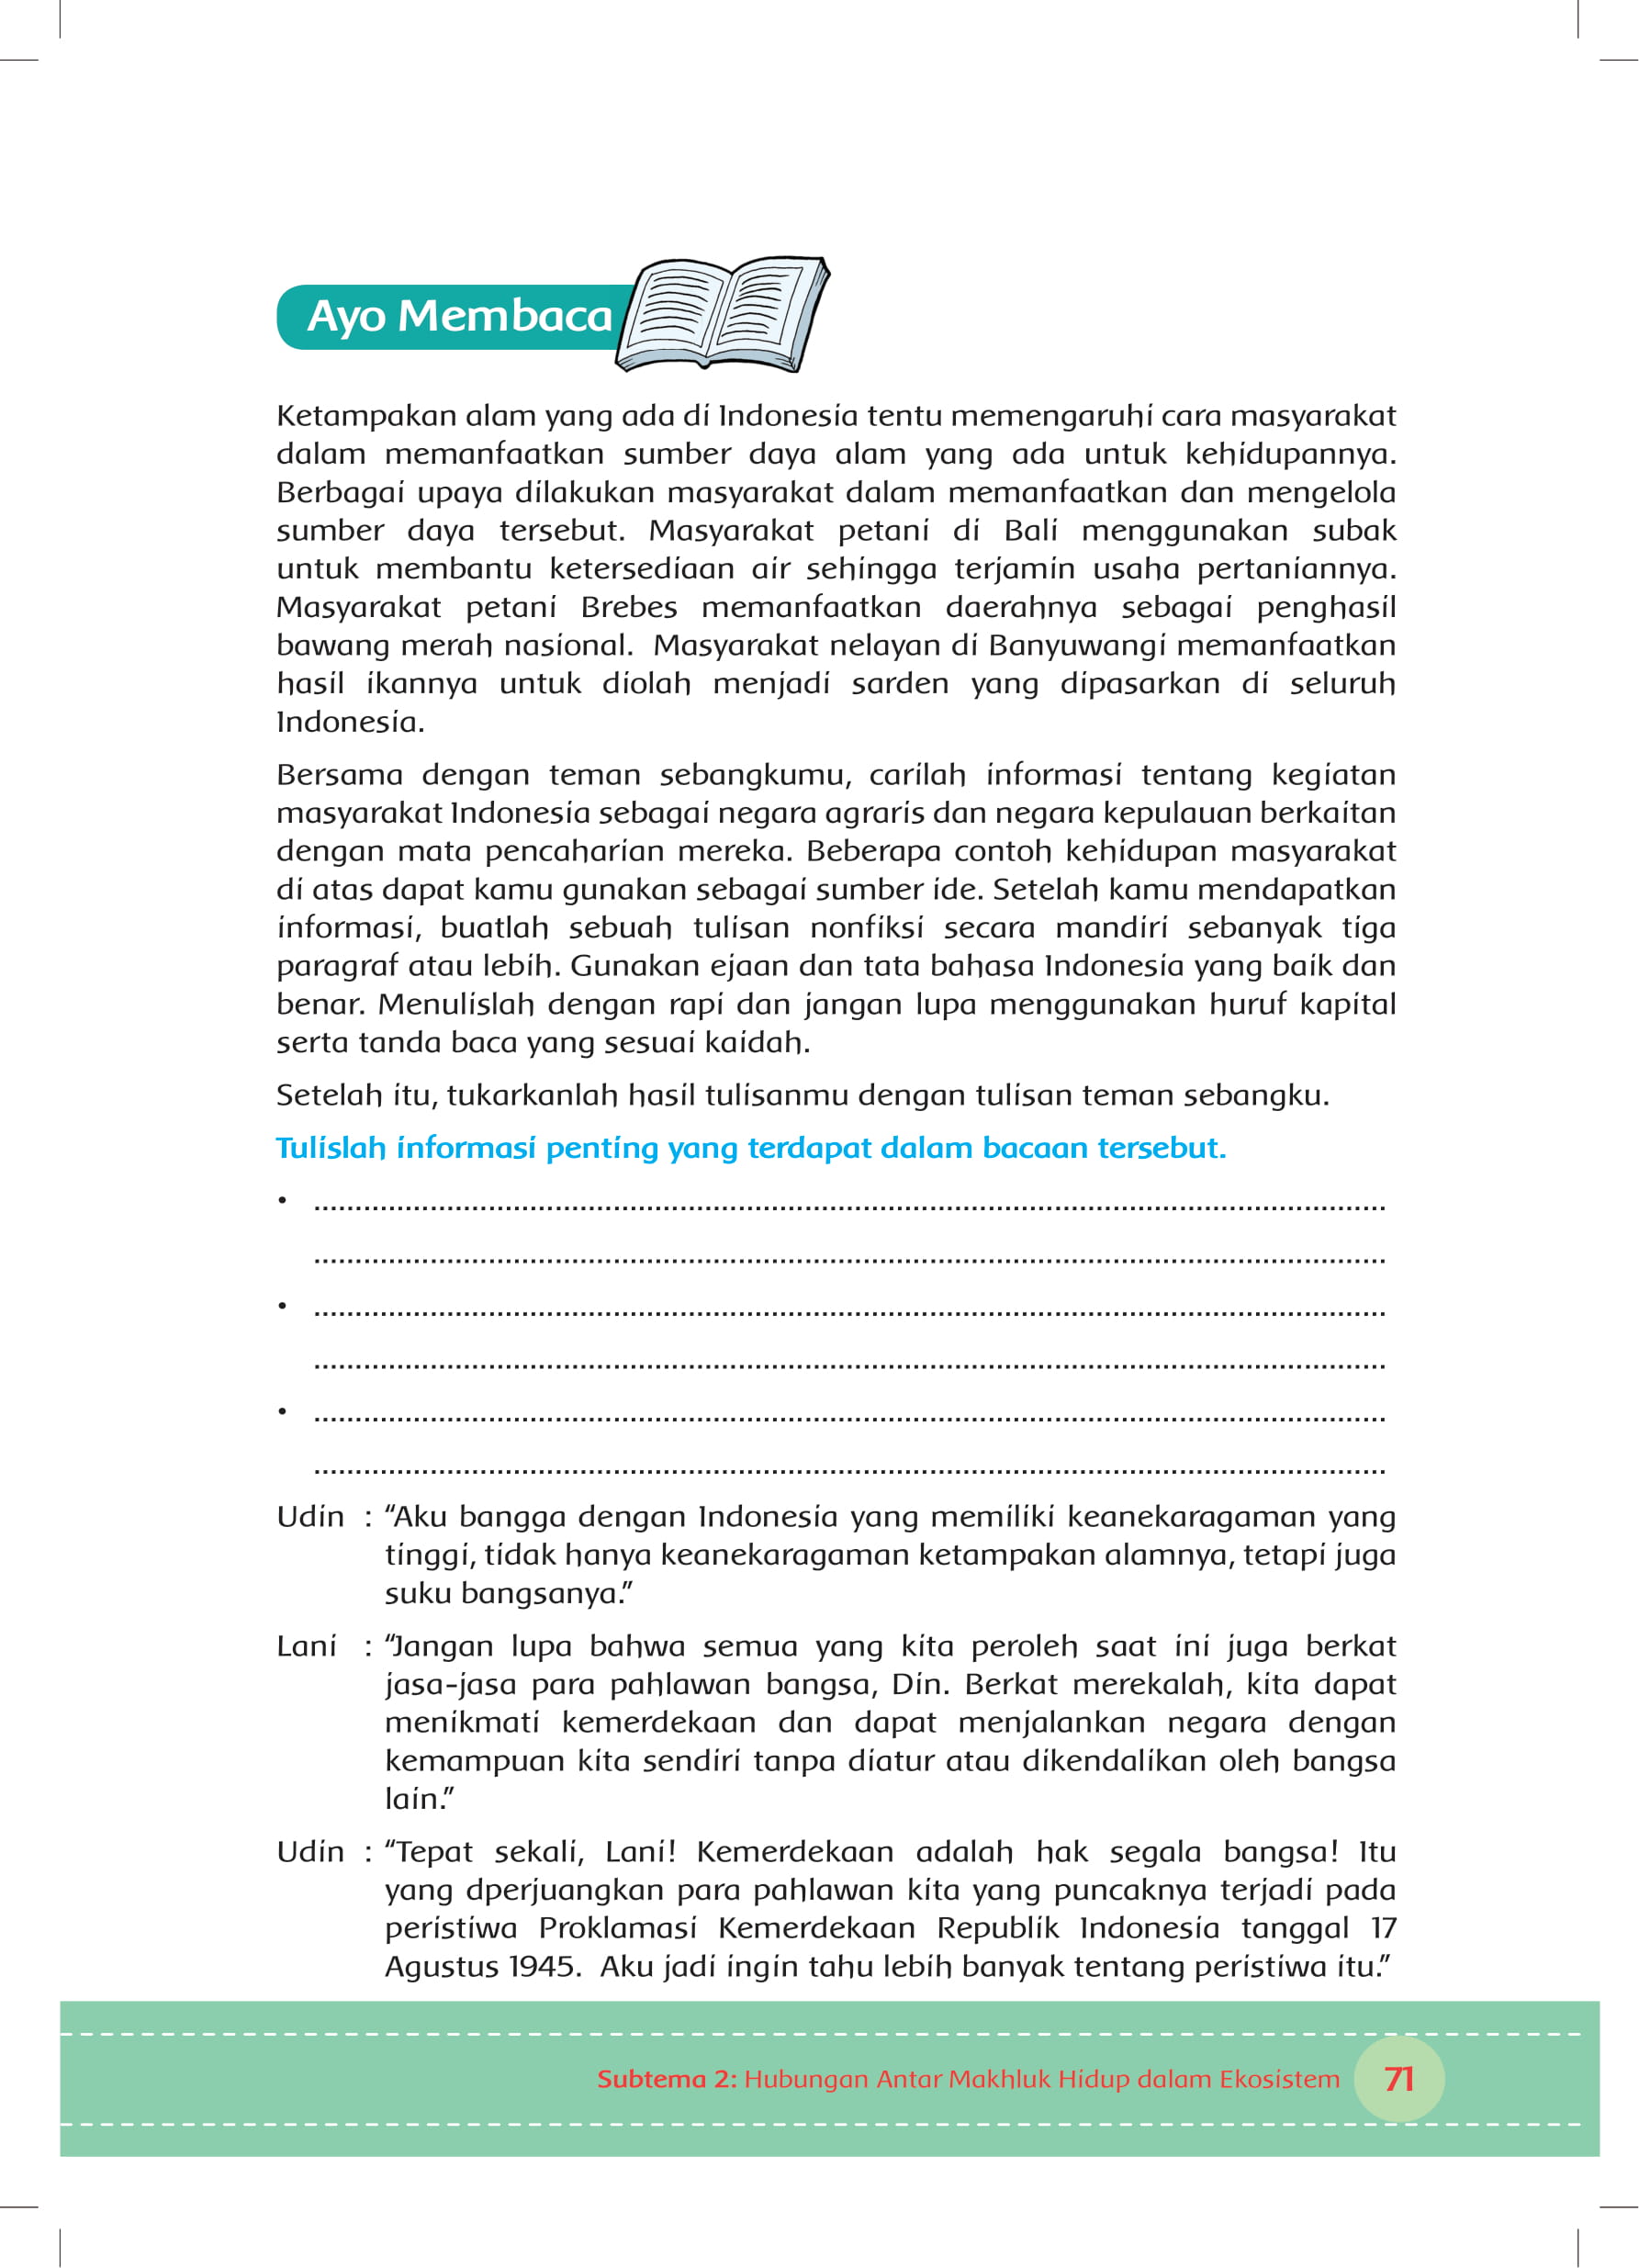 Ayo Membaca
Ketampakan alam yang ada di Indonesia tentu memengaruhi cara masyarakat
dalam memanfaatkan sumber daya alam yang ada untuk kehidupannya.
Berbagai upaya dilakukan masyarakat dalam memanfaatkan dan mengelola
sumber daya tersebut. Masyarakat petani di Bali menggunakan subak
untuk membantu ketersediaan air sehingga terjamin usaha pertaniannya.
Masyarakat petani Brebes memanfaatkan daerahnya sebagai penghasil
bawang merah nasional. Masyarakat nelayan di Banyuwangi memanfaatkan
hasil ikannya untuk diolah menjadi sarden yang dipasarkan di seluruh
Indonesia.
Bersama dengan teman sebangkumu, carilah informasi tentang kegiatan
masyarakat Indonesia sebagai negara agraris dan negara kepulauan berkaitan
dengan mata pencaharian mereka. Beberapa contoh kehidupan masyarakat
di atas dapat kamu gunakan sebagai sumber ide. Setelah kamu mendapatkan
informasi, buatlah sebuah tulisan nonfiksi secara mandiri sebanyak tiga
paragraf atau lebih. Gunakan ejaan dan tata bahasa Indonesia yang baik dan
benar. Menulislah dengan rapi dan jangan lupa menggunakan huruf kapital
serta tanda baca yang sesuai kaidah.
Setelah itu, tukarkanlah hasil tulisanmu dengan tulisan teman sebangku.
Tulislah informasi penting yang terdapat dalam bacaan tersebut.
• ....................................................................................................
....................................................................................................
• ....................................................................................................
....................................................................................................
• ....................................................................................................
....................................................................................................
Udin : “Aku bangga dengan Indonesia yang memiliki keanekaragaman yang
tinggi, tidak hanya keanekaragaman ketampakan alamnya, tetapi juga
suku bangsanya.”
Lani : “Jangan lupa bahwa semua yang kita peroleh saat ini juga berkat
jasa-jasa para pahlawan bangsa, Din. Berkat merekalah, kita dapat
menikmati kemerdekaan dan dapat menjalankan negara dengan
kemampuan kita sendiri tanpa diatur atau dikendalikan oleh bangsa
lain.”
Udin : “Tepat sekali, Lani! Kemerdekaan adalah hak segala bangsa! Itu
yang dperjuangkan para pahlawan kita yang puncaknya terjadi pada
peristiwa Proklamasi Kemerdekaan Republik Indonesia tanggal 17
Agustus 1945. Aku jadi ingin tahu lebih banyak tentang peristiwa itu.”
Subtema 2: Hubungan Antar Makhluk Hidup dalam Ekosistem 71